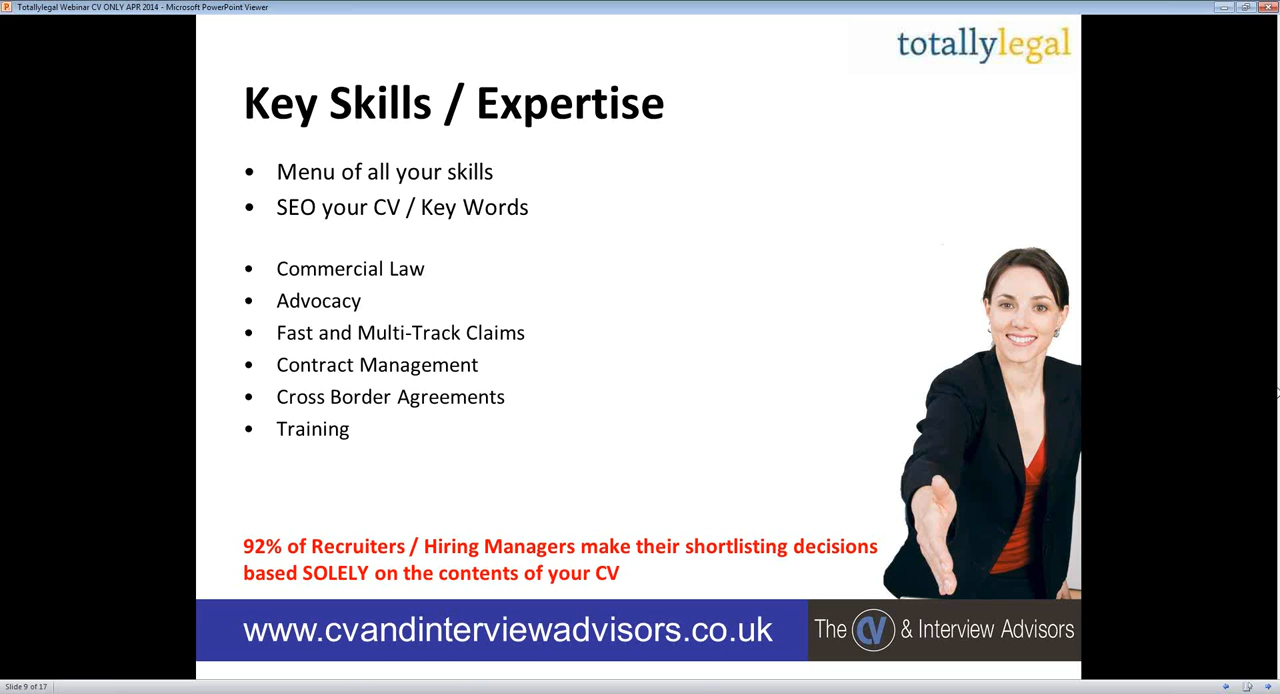 Totallylegal Webinar CV ONLY APR 2014 - Microsoft PowerPoint Viewer
totallylegal
Key Skills / Expertise
• Menu of all your skills
• SEO your CV / Key Words
• Commercial Law
• Advocacy
• Fast and Multi-Track Claims
• Contract Management
• Cross Border Agreements
• Training
92% of Recruiters / Hiring Managers make their shortlisting decisions
based SOLELY on the contents of your CV
www.cvandinterviewadvisors.co.uk
The CV & Interview Advisors
Slide 9 of 17